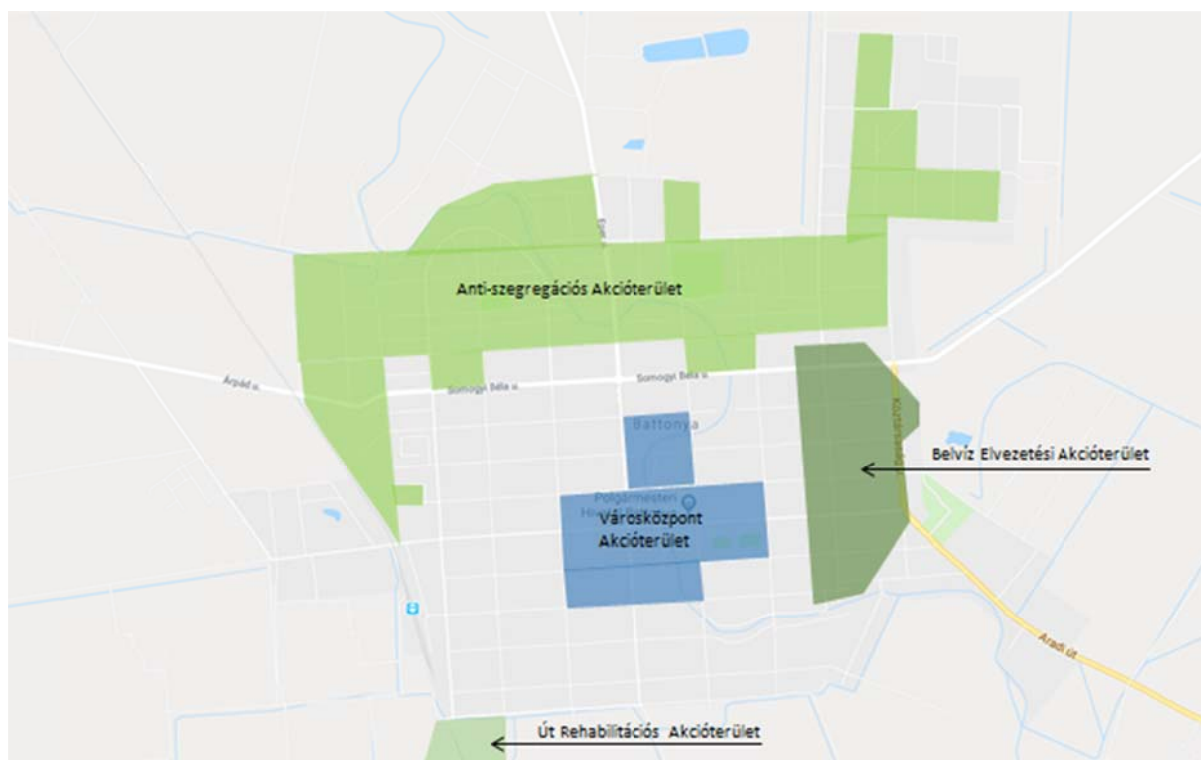 Anti-szegregációs Akcióterület
Árpád u.
Somogyi Béla u.
Somogyi Béla u.
Battonya
Belvíz Elvezetési Akcióterület
Polgármesteri
Városközpont
Akcióterület
Aradi út
Út Rehabilitációs Akcióterület